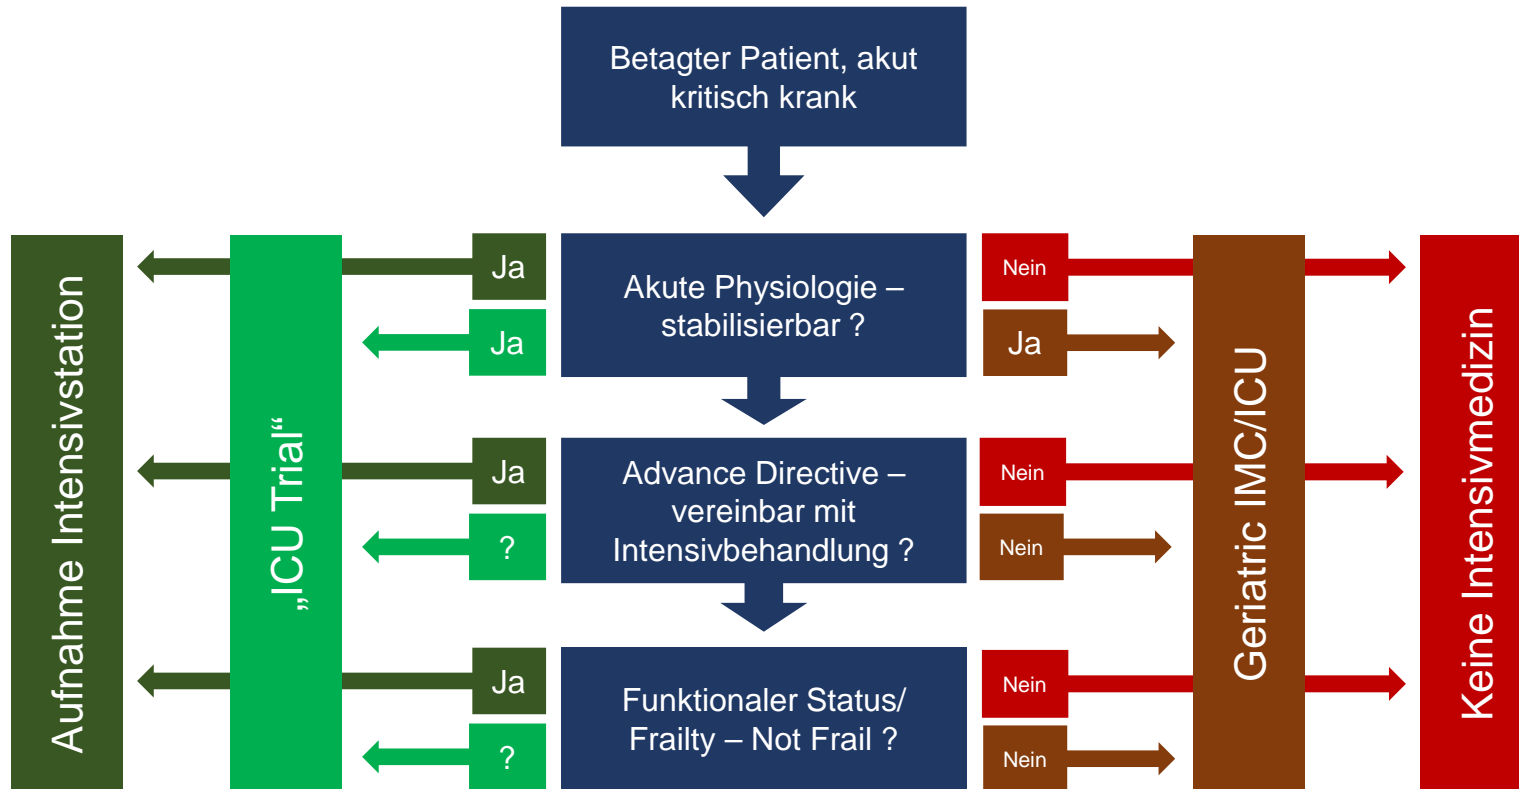 Betagter Patient, akut
kritisch krank
Aufnahme Intensivstation
„ICU Trial“
Ja
Ja
Akute Physiologie –
stabilisierbar ?
Nein
Ja
Ja
?
Advance Directive –
vereinbar mit
Intensivbehandlung ?
Nein
Nein
Ja
?
Funktionaler Status/
Frailty – Not Frail ?
Nein
Nein
Geriatric IMC/ICU
Keine Intensivmedizin